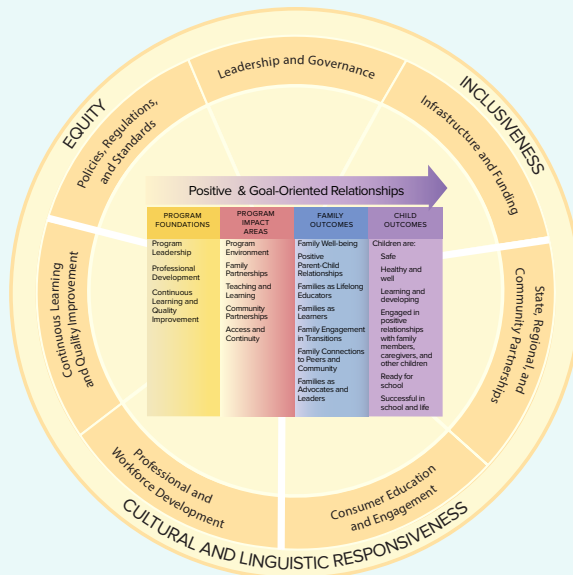 EQUITY
INCLUSIVENESS
CULTURAL AND LINGUISTIC RESPONSIVENESS
Leadership and Governance
Infrastructure and Funding
State, Regional, and
Community Partnerships
Consumer Education
and Engagement
Professional and
Workforce Development
Continuous Learning
and Quality Improvement
Policies, Regulations,
and Standards
Positive & Goal-Oriented Relationships
PROGRAM
FOUNDATIONS
Program
Leadership
Professional
Development
Continuous
Learning and
Quality
Improvement
PROGRAM
IMPACT
AREAS
Program
Environment
Family
Partnerships
Teaching and
Learning
Community
Partnerships
Access and
Continuity
FAMILY
OUTCOMES
Family Well-being
Positive
Parent-Child
Relationships
Families as Lifelong
Educators
Families as
Learners
Family Engagement
in Transitions
Family Connections
to Peers and
Community
Families as
Advocates and
Leaders
CHILD
OUTCOMES
Children are:
Safe
Healthy and
well
Learning and
developing
Engaged in
positive
relationships
with family
members,
caregivers, and
other children
Ready for
school
Successful in
school and life